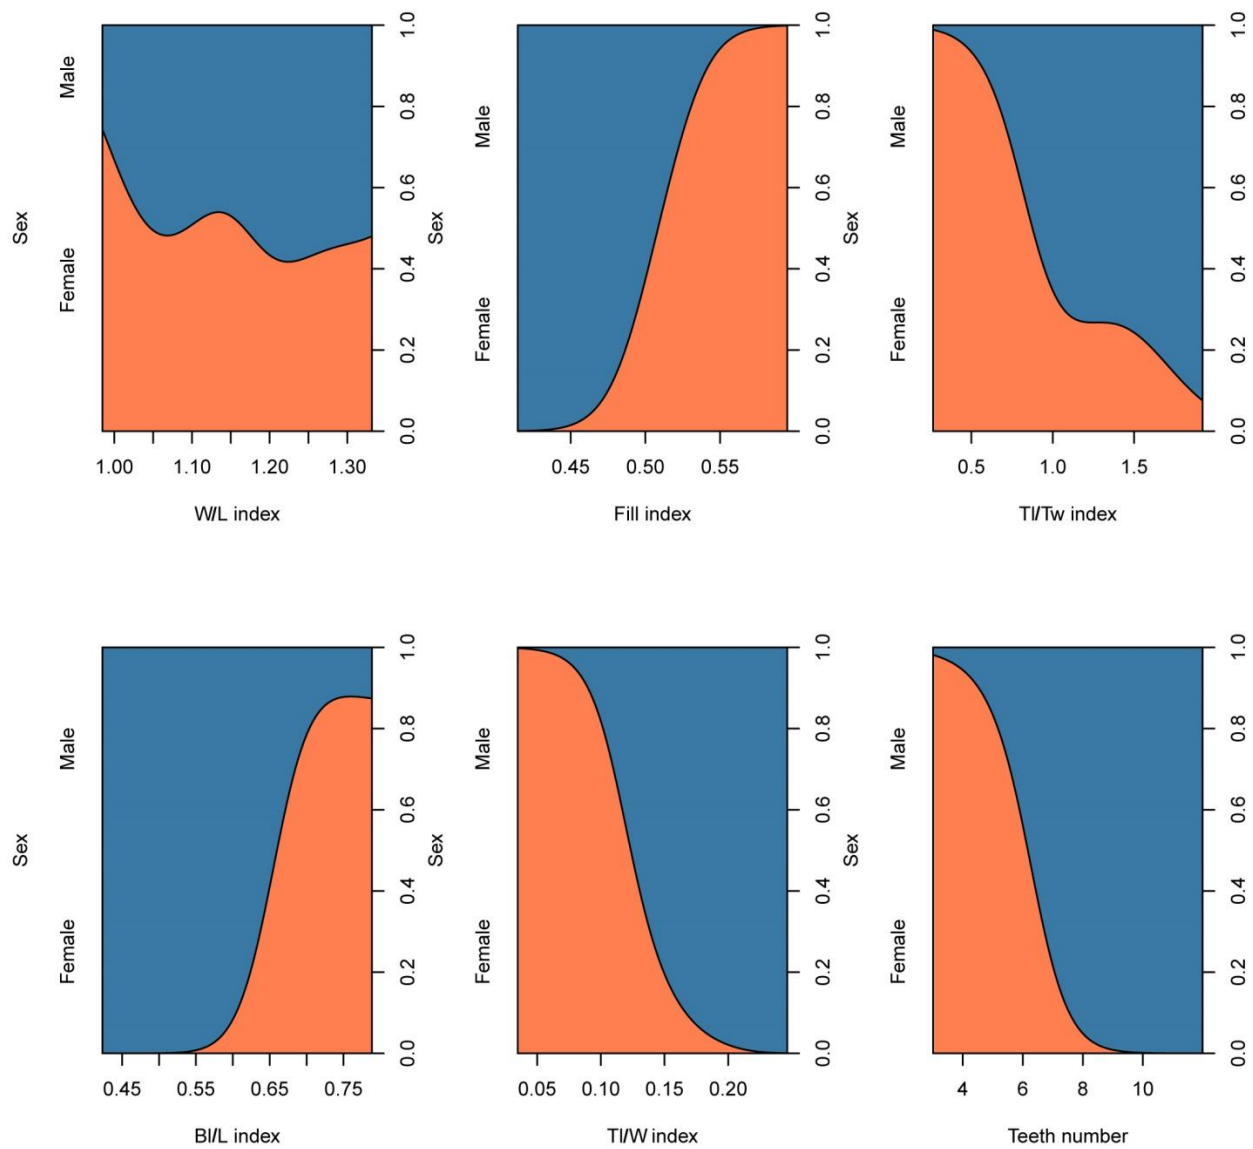 Sex
Male
Female
0.0 0.2 0.4 0.6 0.8 1.0
1.00 1.10 1.20 1.30
W/L index
Sex
Male
Female
0.0 0.2 0.4 0.6 0.8 1.0
0.45 0.50 0.55
Fill index
Sex
Male
Female
0.0 0.2 0.4 0.6 0.8 1.0
0.5 1.0 1.5
Tl/Tw index
Sex
Male
Female
0.0 0.2 0.4 0.6 0.8 1.0
0.45 0.55 0.65 0.75
Bl/L index
Sex
Male
Female
0.0 0.2 0.4 0.6 0.8 1.0
0.05 0.10 0.15 0.20
Tl/W index
Sex
Male
Female
0.0 0.2 0.4 0.6 0.8 1.0
4 6 8 10
Teeth number